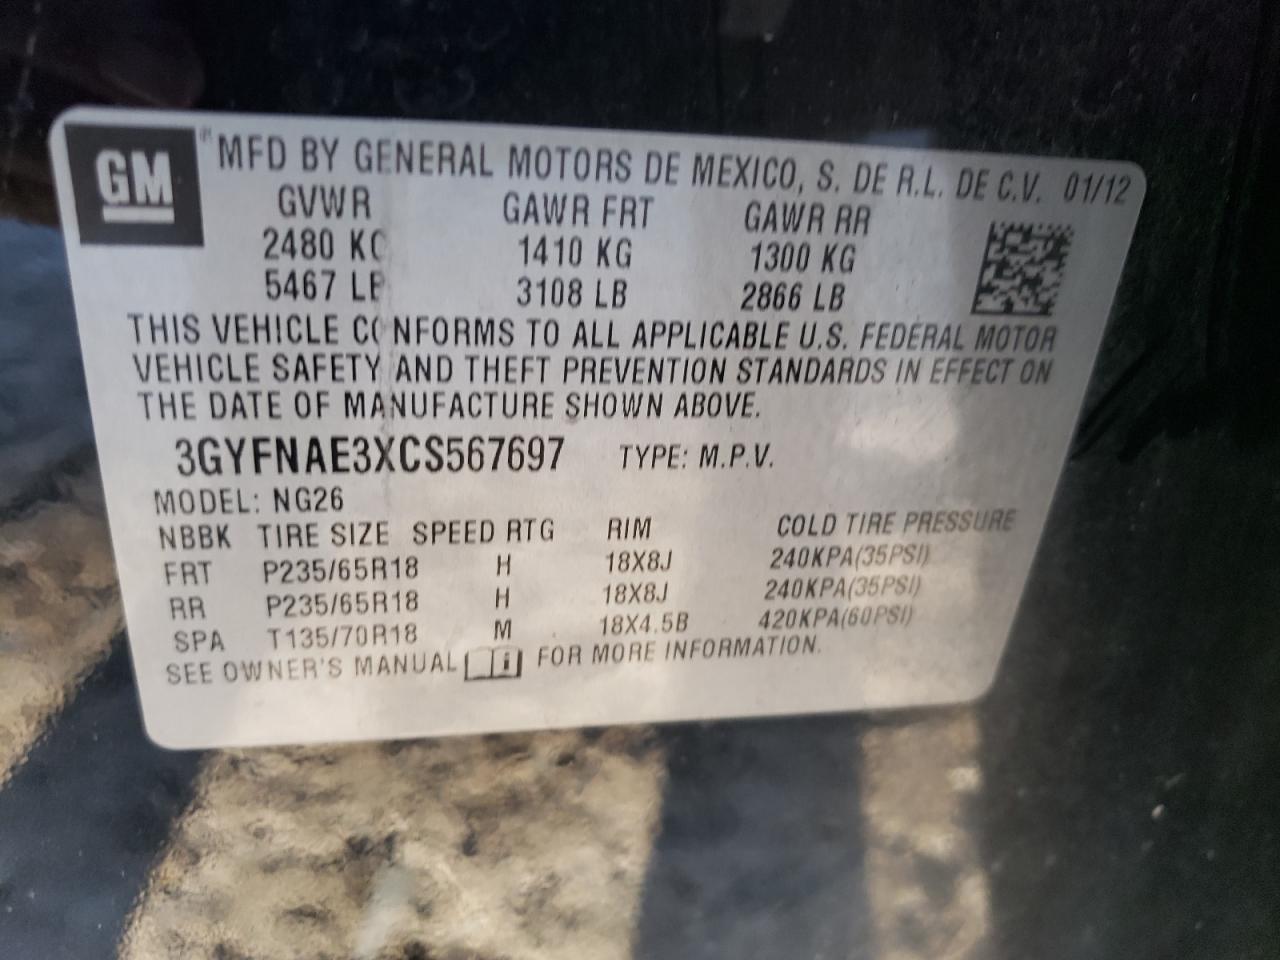 GM
® MFD BY GENERAL MOTORS DE MEXICO, S. DE R.L. DE C.V. 01/12
GVWR GAWR FRT GAWR RR
2480 KG 1410 KG 1300 KG
5467 LB 3108 LB 2866 LB
THIS VEHICLE CONFORMS TO ALL APPLICABLE U.S. FEDERAL MOTOR
VEHICLE SAFETY AND THEFT PREVENTION STANDARDS IN EFFECT ON
THE DATE OF MANUFACTURE SHOWN ABOVE.
3GYFNAE3XCS567697 TYPE: M.P.V.
MODEL: NG26
NBBK TIRE SIZE SPEED RTG RIM COLD TIRE PRESSURE
FRT P235/65R18 H 18X8J 240KPA(35PSI)
RR P235/65R18 H 18X8J 240KPA(35PSI)
SPA T135/70R18 M 18X4.5B 420KPA(60PSI)
SEE OWNER'S MANUAL FOR MORE INFORMATION.